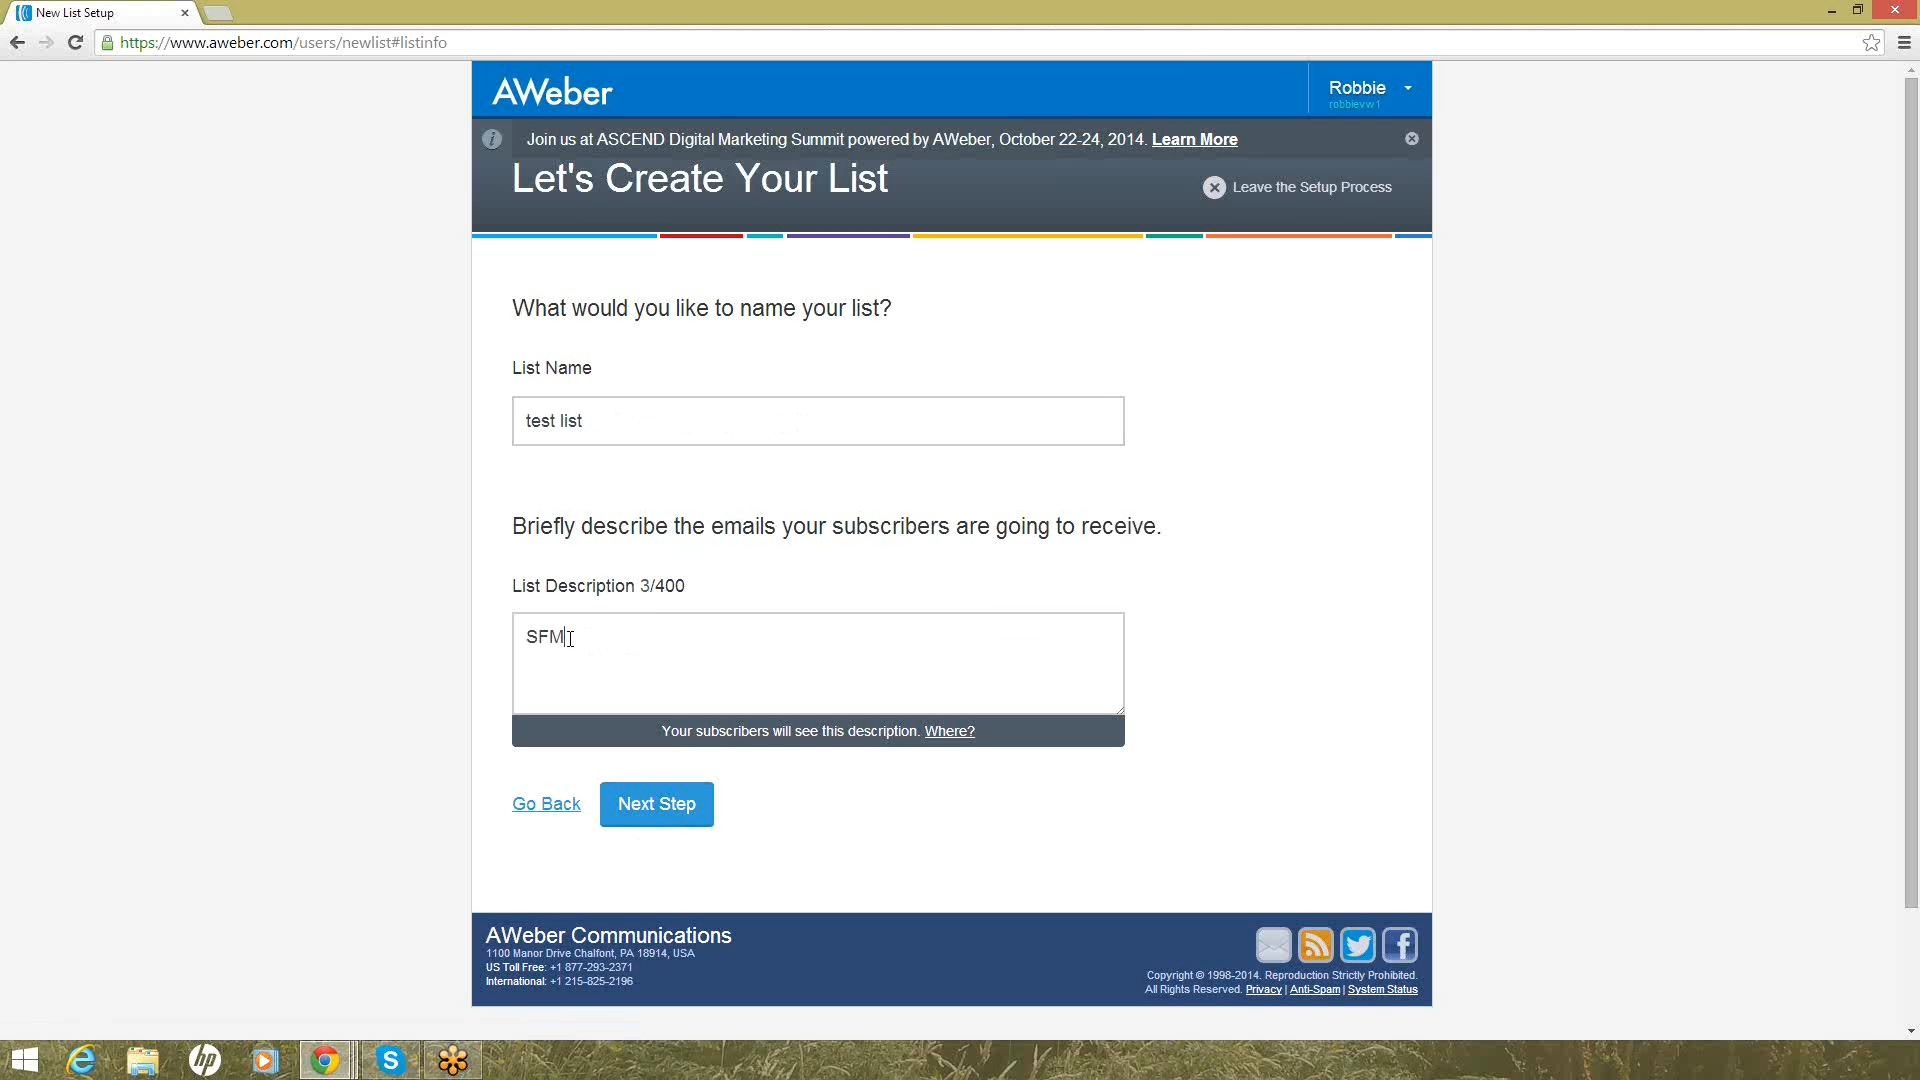 New List Setup
https://www.aweber.com/users/newlist#listinfo
AWeber
Robbie
robbievw1
Join us at ASCEND Digital Marketing Summit powered by AWeber, October 22-24, 2014. Learn More
Let's Create Your List
Leave the Setup Process
What would you like to name your list?
List Name
test list
Briefly describe the emails your subscribers are going to receive.
List Description 3/400
SFM
Your subscribers will see this description. Where?
Go Back
Next Step
AWeber Communications
1100 Manor Drive Chalfont, PA 18914, USA
US Toll Free: +1 877-293-2371
International: +1 215-825-2196
Copyright © 1998-2014. Reproduction Strictly Prohibited.
All Rights Reserved. Privacy | Anti-Spam | System Status